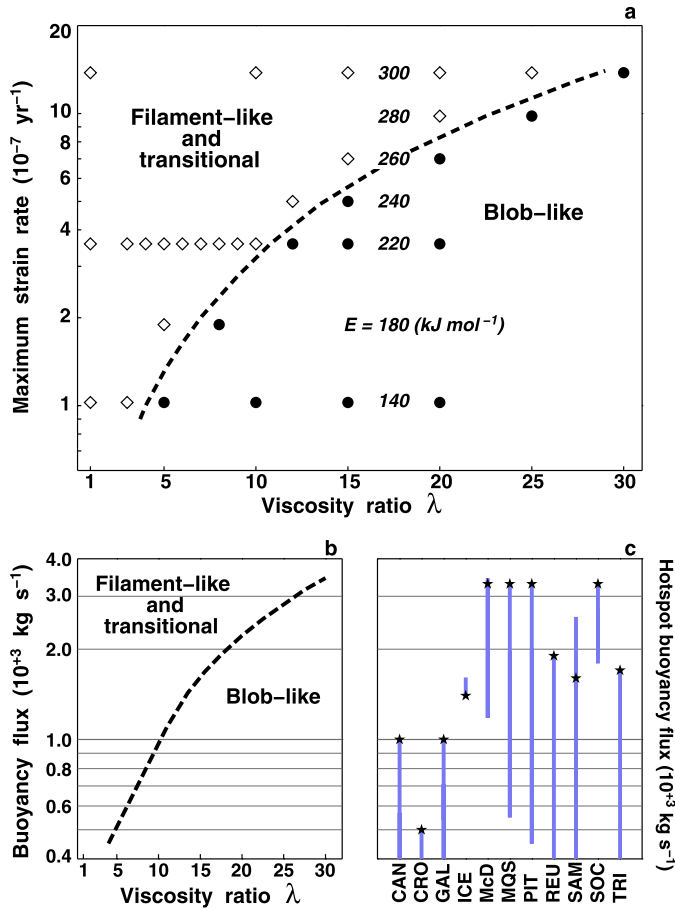 a
20
10
8
6
4
2
1
Maximum strain rate (10⁻⁷ yr⁻¹)
Filament–like
and
transitional
Blob–like
300
280
260
240
220
E = 180 (kJ mol⁻¹)
140
1 5 10 15 20 25 30
Viscosity ratio λ
b
4.0
3.0
2.0
1.0
0.8
0.6
0.4
Buoyancy flux (10⁺³ kg s⁻¹)
Filament–like
and
transitional
Blob–like
1 5 10 15 20 25 30
Viscosity ratio λ
c
Hotspot buoyancy flux (10⁺³ kg s⁻¹)
CAN CRO GAL ICE McD MQS PIT REU SAM SOC TRI